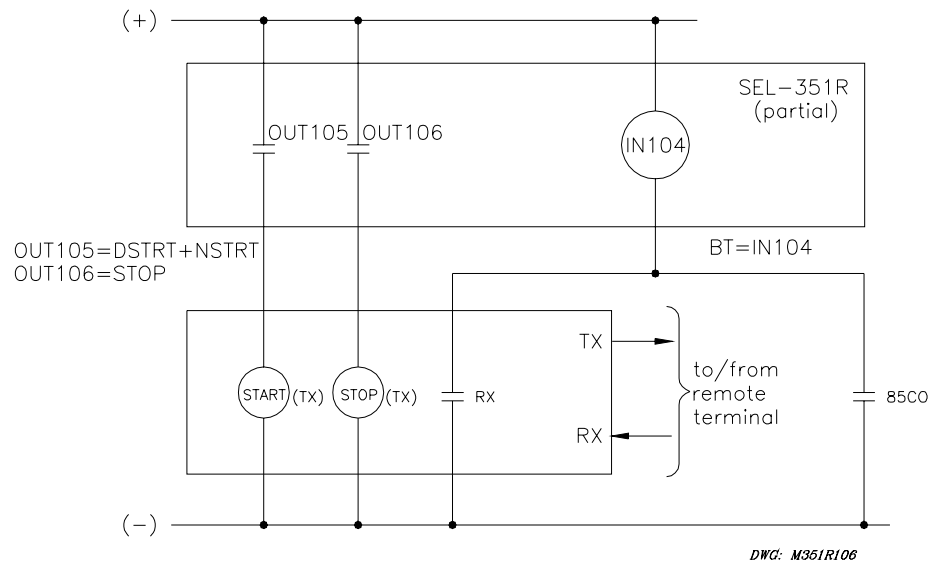 (+)
SEL-351R
(partial)
OUT105
OUT106
IN104
OUT105=DSTRT+NSTRT
OUT106=STOP
BT=IN104
TX
to/from
remote
terminal
START
(TX)
STOP
(TX)
RX
85CO
RX
(-)
DWG: M351R106